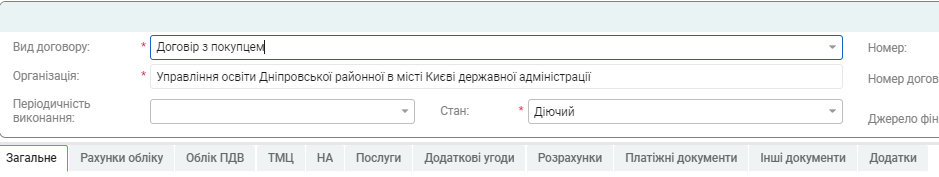 Вид договору: * Договір з покупцем Номер:
Організація: * Управління освіти Дніпровської районної в місті Києві державної адміністрації Номер догов
Періодичність виконання: Стан: * Діючий Джерело фін
Загальне Рахунки обліку Облік ПДВ ТМЦ НА Послуги Додаткові угоди Розрахунки Платіжні документи Інші документи Додатки